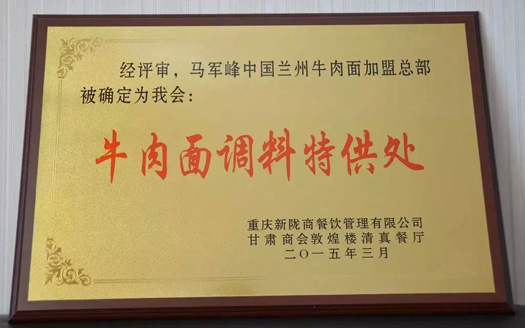 经评审，马军峰中国兰州牛肉面加盟总部
被确定为我会：
牛肉面调料特供处
重庆新陇商餐饮管理有限公司
甘肃商会敦煌楼清真餐厅
二〇一五年三月